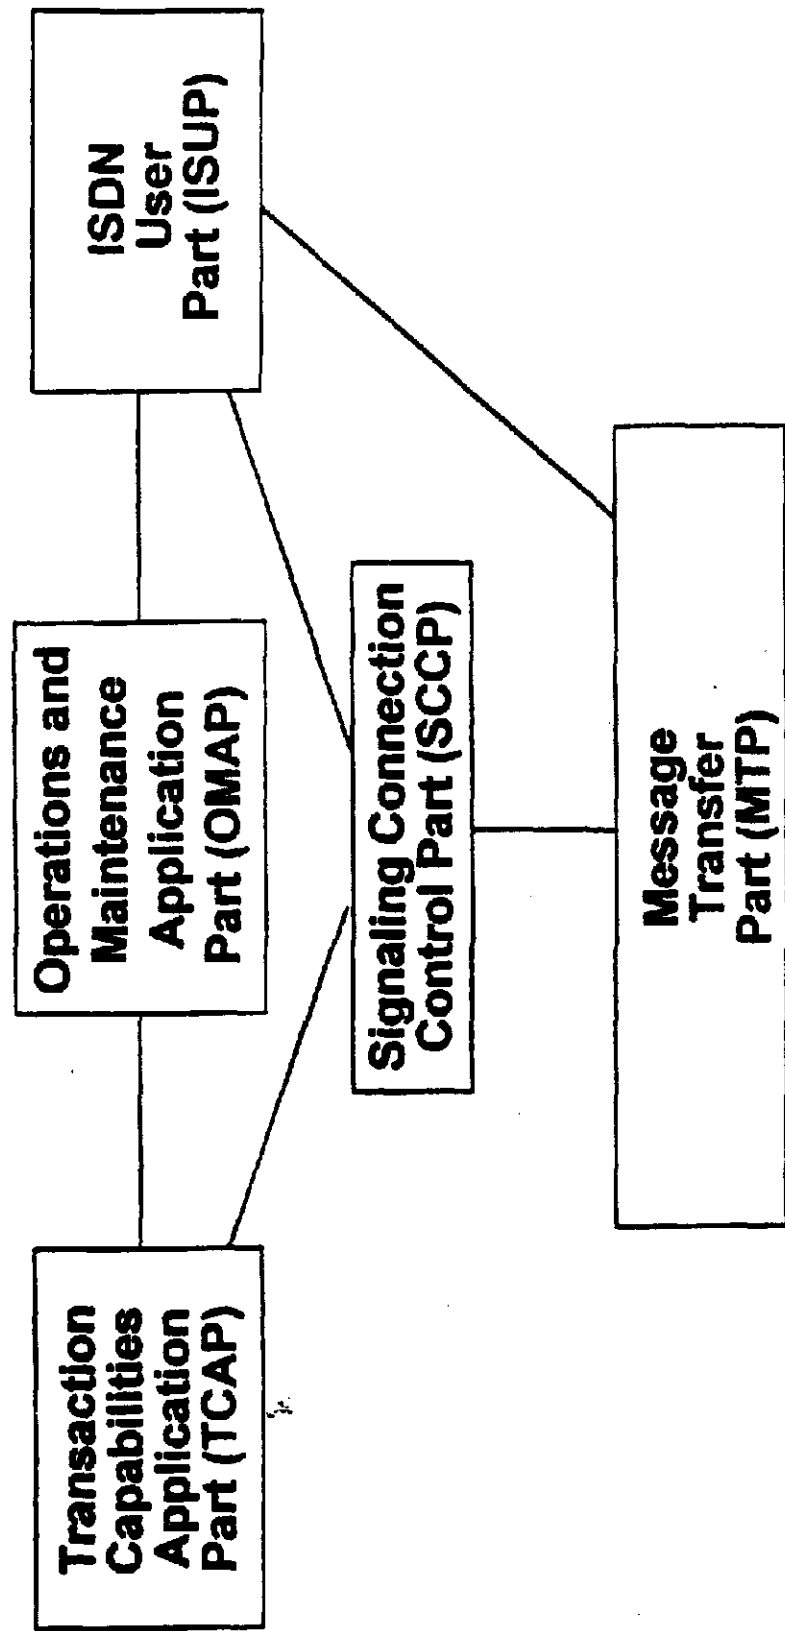 Transaction
Capabilities
Application
Part (TCAP)
Operations and
Maintenance
Application
Part (OMAP)
ISDN
User
Part (ISUP)
Signaling Connection
Control Part (SCCP)
Message
Transfer
Part (MTP)